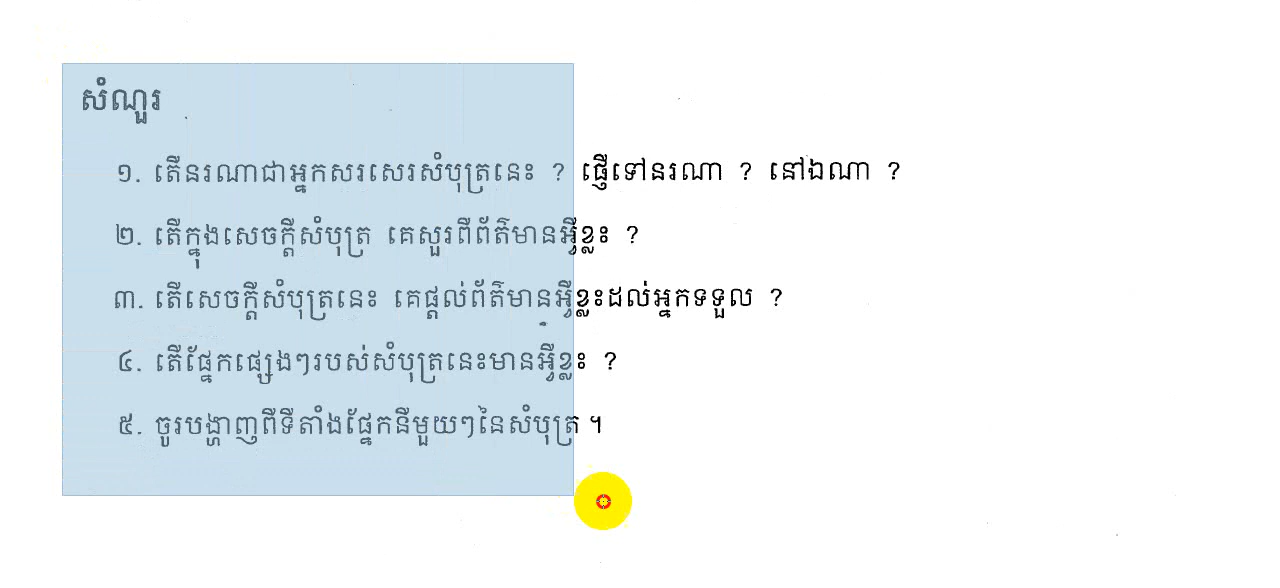 សំណួរ
១. តើនរណាជាអ្នកសរសេរសំបុត្រនេះ ? ផ្ញើទៅនរណា ? នៅឯណា ?
២. តើក្នុងសេចក្ដីសំបុត្រ គេសួរពីព័ត៌មានអ្វីខ្លះ ?
៣. តើសេចក្ដីសំបុត្រនេះ គេផ្ដល់ព័ត៌មានអ្វីខ្លះដល់អ្នកទទួល ?
៤. តើផ្នែកផ្សេងៗរបស់សំបុត្រនេះមានអ្វីខ្លះ ?
៥. ចូរបង្ហាញពីទីតាំងផ្នែកនីមួយៗនៃសំបុត្រ ។